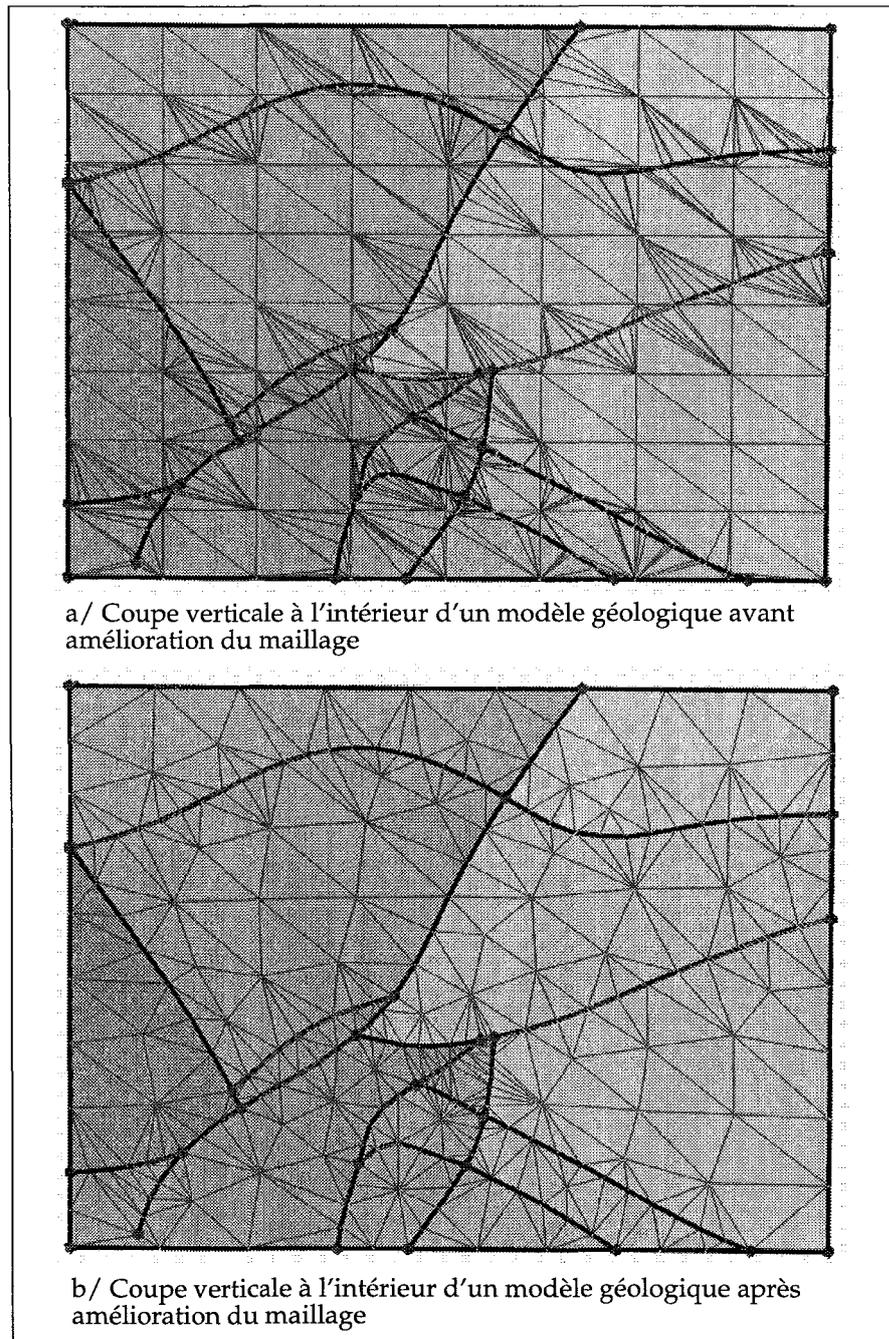 a/ Coupe verticale à l'intérieur d'un modèle géologique avant
amélioration du maillage
b/ Coupe verticale à l'intérieur d'un modèle géologique après
amélioration du maillage